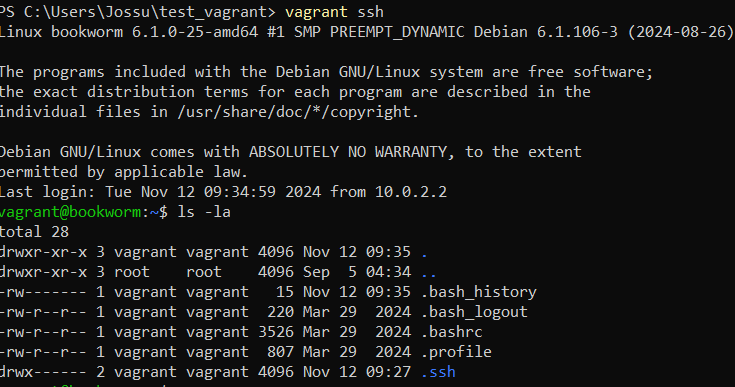 PS C:\Users\Jossu\test_vagrant> vagrant ssh
Linux bookworm 6.1.0-25-amd64 #1 SMP PREEMPT_DYNAMIC Debian 6.1.106-3 (2024-08-26)
The programs included with the Debian GNU/Linux system are free software;
the exact distribution terms for each program are described in the
individual files in /usr/share/doc/*/copyright.
Debian GNU/Linux comes with ABSOLUTELY NO WARRANTY, to the extent
permitted by applicable law.
Last login: Tue Nov 12 09:34:59 2024 from 10.0.2.2
vagrant@bookworm:~$ ls -la
total 28
drwxr-xr-x 3 vagrant vagrant 4096 Nov 12 09:35 .
drwxr-xr-x 3 root    root    4096 Sep  5 04:34 ..
-rw------- 1 vagrant vagrant   15 Nov 12 09:35 .bash_history
-rw-r--r-- 1 vagrant vagrant  220 Mar 29  2024 .bash_logout
-rw-r--r-- 1 vagrant vagrant 3526 Mar 29  2024 .bashrc
-rw-r--r-- 1 vagrant vagrant  807 Mar 29  2024 .profile
drwx------ 2 vagrant vagrant 4096 Nov 12 09:27 .ssh